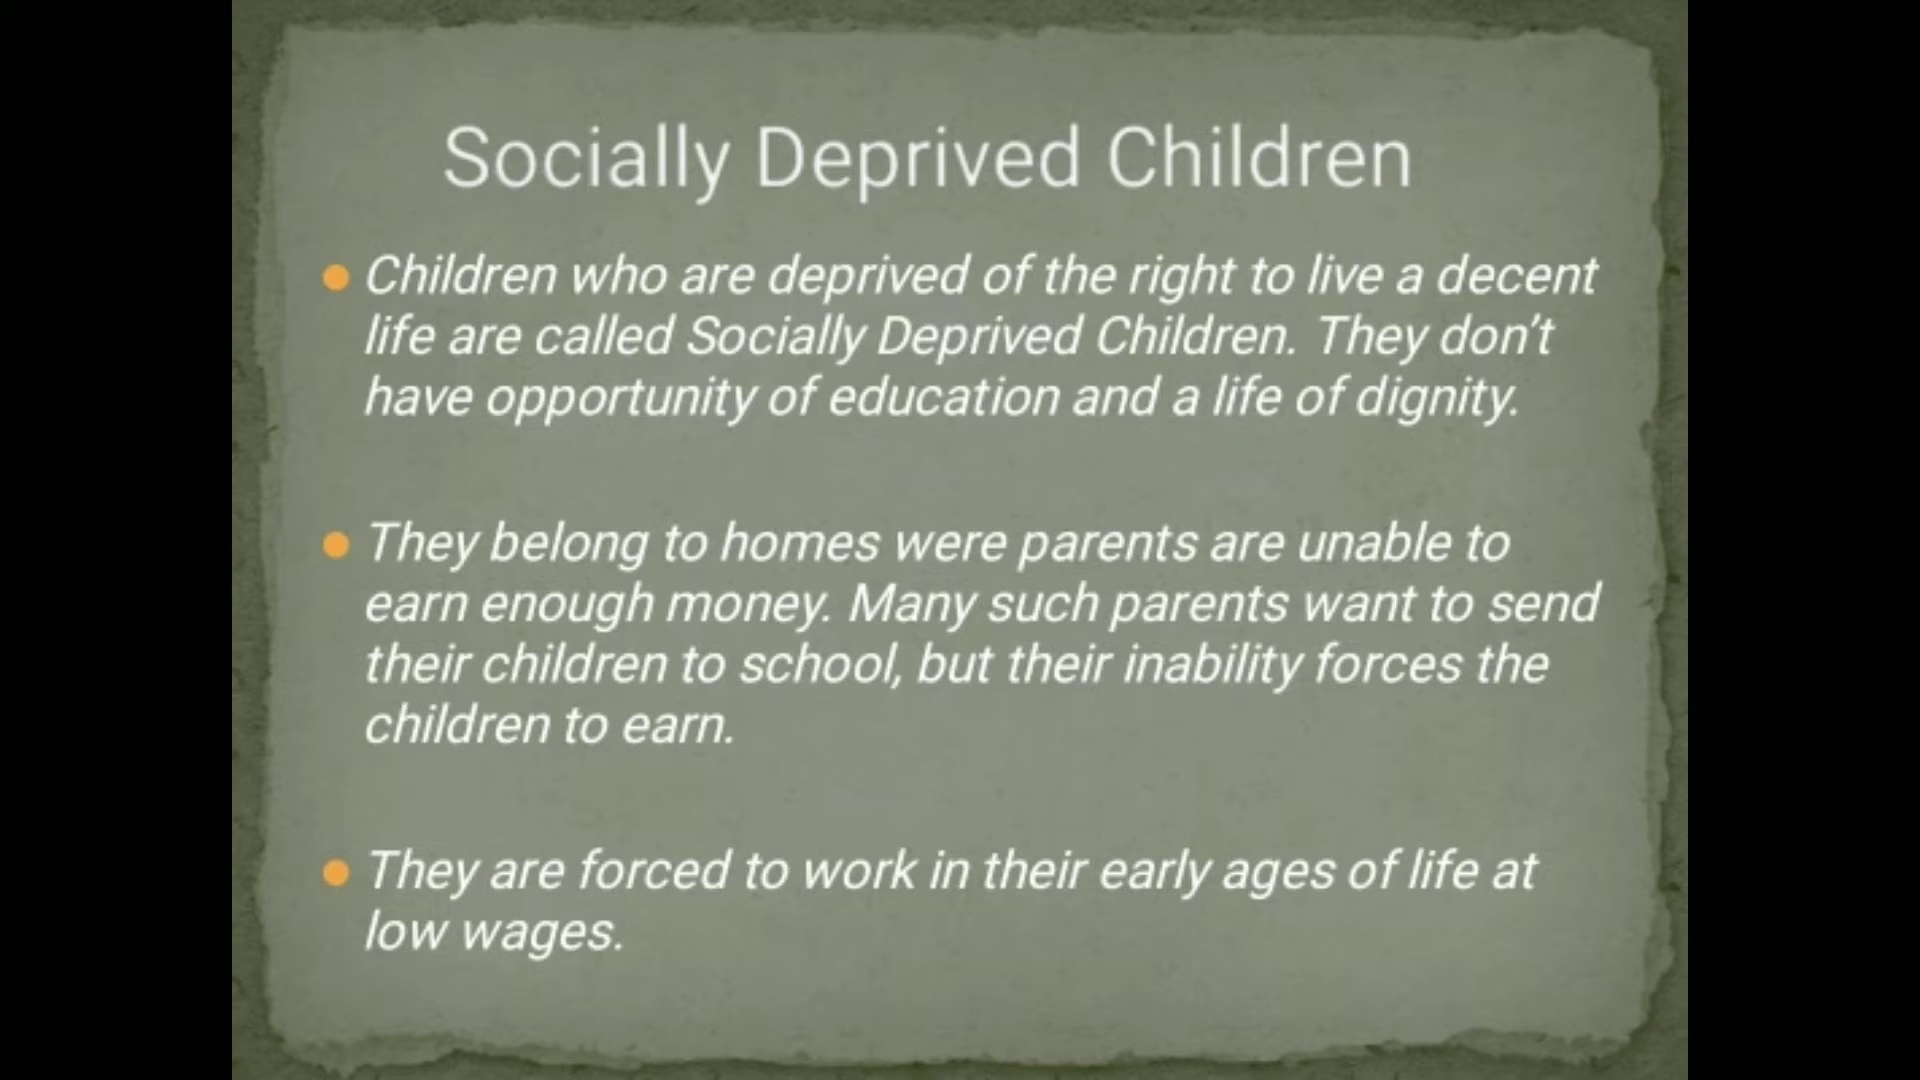 Socially Deprived Children
Children who are deprived of the right to live a decent
life are called Socially Deprived Children. They don’t
have opportunity of education and a life of dignity.
They belong to homes were parents are unable to
earn enough money. Many such parents want to send
their children to school, but their inability forces the
children to earn.
They are forced to work in their early ages of life at
low wages.